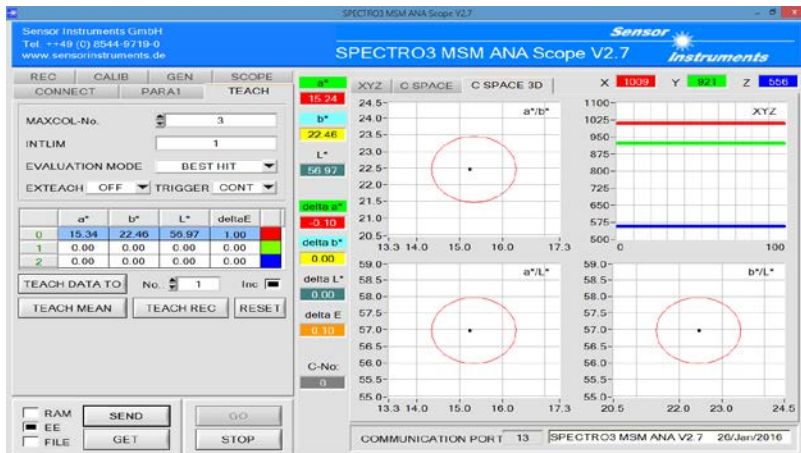 SPECTRO3 MSM ANA Scope V2.7
Sensor Instruments GmbH
Tel. ++49 (0) 8544-9719-0
www.sensorinstruments.de
SPECTRO3 MSM ANA Scope V2.7
Sensor Instruments
REC CALIB GEN SCOPE
CONNECT PARA1 TEACH
MAXCOL-No. 3
INTLIM 1
EVALUATION MODE BEST HIT
EXTEACH OFF TRIGGER CONT
a* b* L* deltaE
0 15.34 22.46 56.97 1.00
1 0.00 0.00 0.00 0.00
2 0.00 0.00 0.00 0.00
TEACH DATA TO No.: 1 Inc
TEACH MEAN TEACH REC RESET
RAM
EE
FILE
SEND GO
GET STOP
a*
15.24
b*
22.46
L*
56.97
delta a*
-0.10
delta b*
0.00
delta L*
0.00
delta E
0.10
C-No:
0
XYZ C SPACE C SPACE 3D
X 1009 Y 921 Z 556
a*/b*
24.5
24.0
23.5
23.0
22.5
22.0
21.5
21.0
20.5
13.3 14.0 15.0 16.0 17.3
XYZ
1100
1025
950
875
800
725
650
575
500
0 100
a*/L*
59.0
58.5
58.0
57.5
57.0
56.5
56.0
55.5
55.0
13.3 14.0 15.0 16.0 17.3
b*/L*
59.0
58.5
58.0
57.5
57.0
56.5
56.0
55.5
55.0
20.5 22.0 23.0 24.5
COMMUNICATION PORT 13 SPECTRO3 MSM ANA V2.7 26/Jan/2016